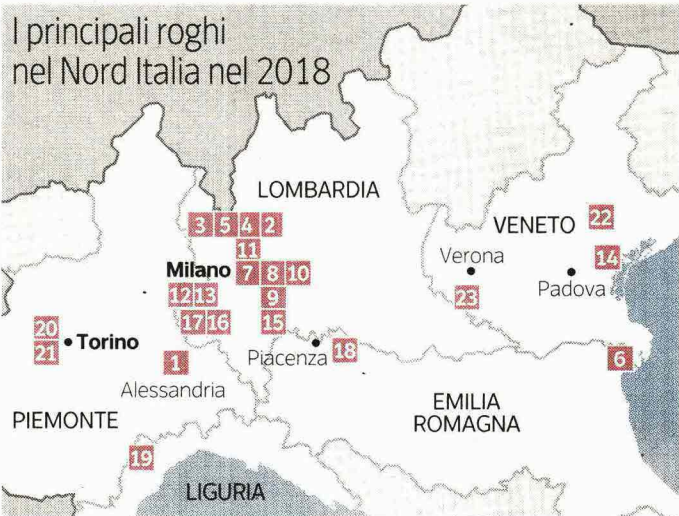 I principali roghi
nel Nord Italia nel 2018
LOMBARDIA
3 5 4 2
VENETO 22
11
Verona
14
Milano 7 8 10
Padova
12 13 9
23
17 16 15
20
21
Torino
1
Piacenza 18
6
Alessandria
PIEMONTE
EMILIA
ROMAGNA
19
LIGURIA